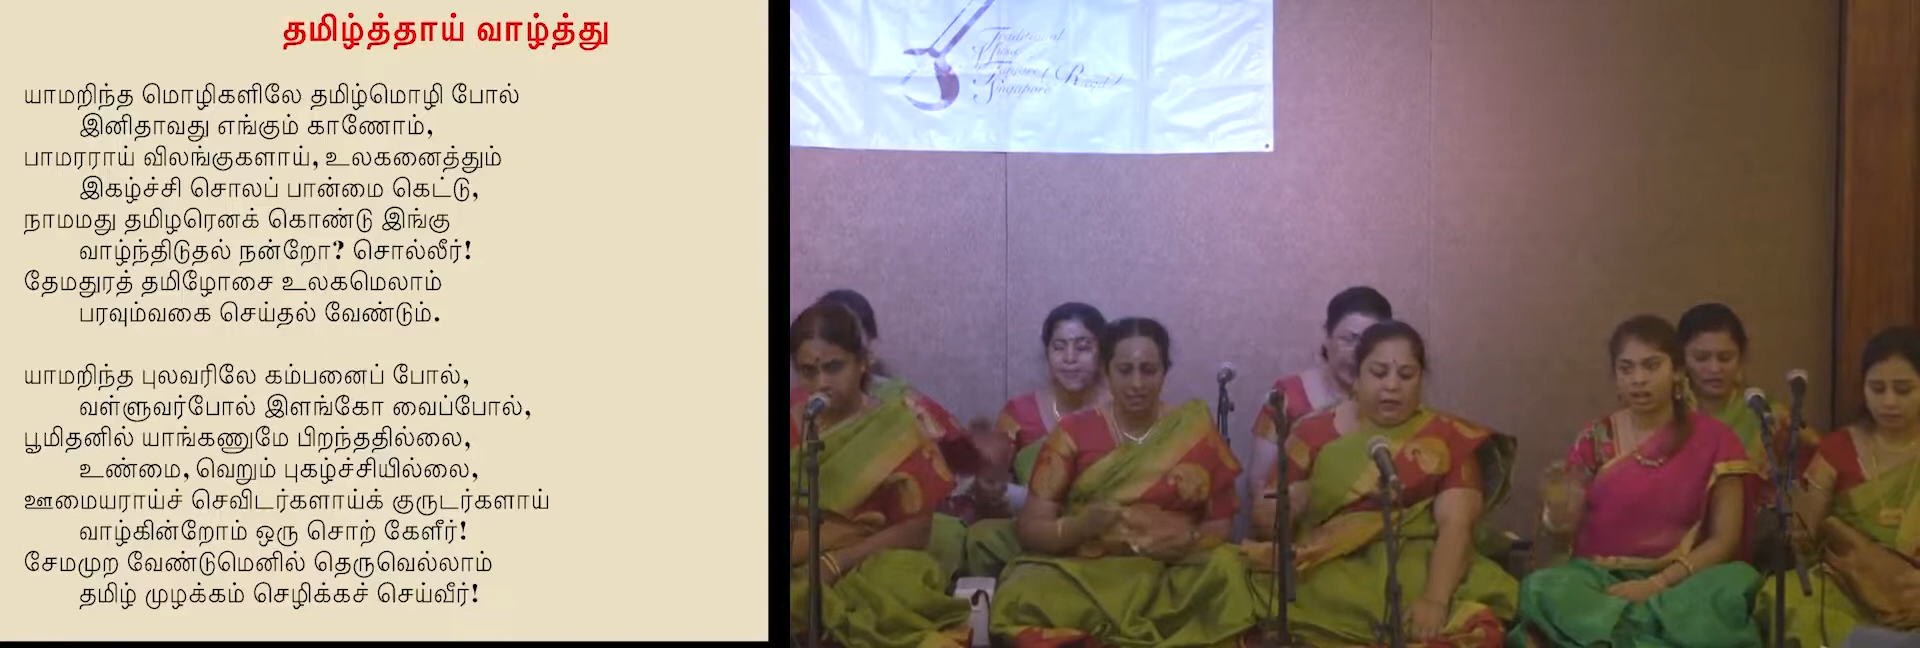 தமிழ்த்தாய் வாழ்த்து
யாமறிந்த மொழிகளிலே தமிழ்மொழி போல்
இனிதாவது எங்கும் காணோம்,
பாமரராய் விலங்குகளாய், உலகனைத்தும்
இகழ்ச்சி சொலப் பான்மை கெட்டு,
நாமமது தமிழரெனக் கொண்டு இங்கு
வாழ்ந்திடுதல் நன்றோ? சொல்லீர்!
தேமதுரத் தமிழோசை உலகமெலாம்
பரவும்வகை செய்தல் வேண்டும்.
யாமறிந்த புலவரிலே கம்பனைப் போல்,
வள்ளுவர்போல் இளங்கோ வைப்போல்,
பூமிதனில் யாங்கணுமே பிறந்ததில்லை,
உண்மை, வெறும் புகழ்ச்சியில்லை,
ஊமையராய்ச் செவிடர்களாய்க் குருடர்களாய்
வாழ்கின்றோம் ஒரு சொற் கேளீர்!
சேமமுற வேண்டுமெனில் தெருவெல்லாம்
தமிழ் முழக்கம் செழிக்கச் செய்வீர்!
Traditional
Singapore